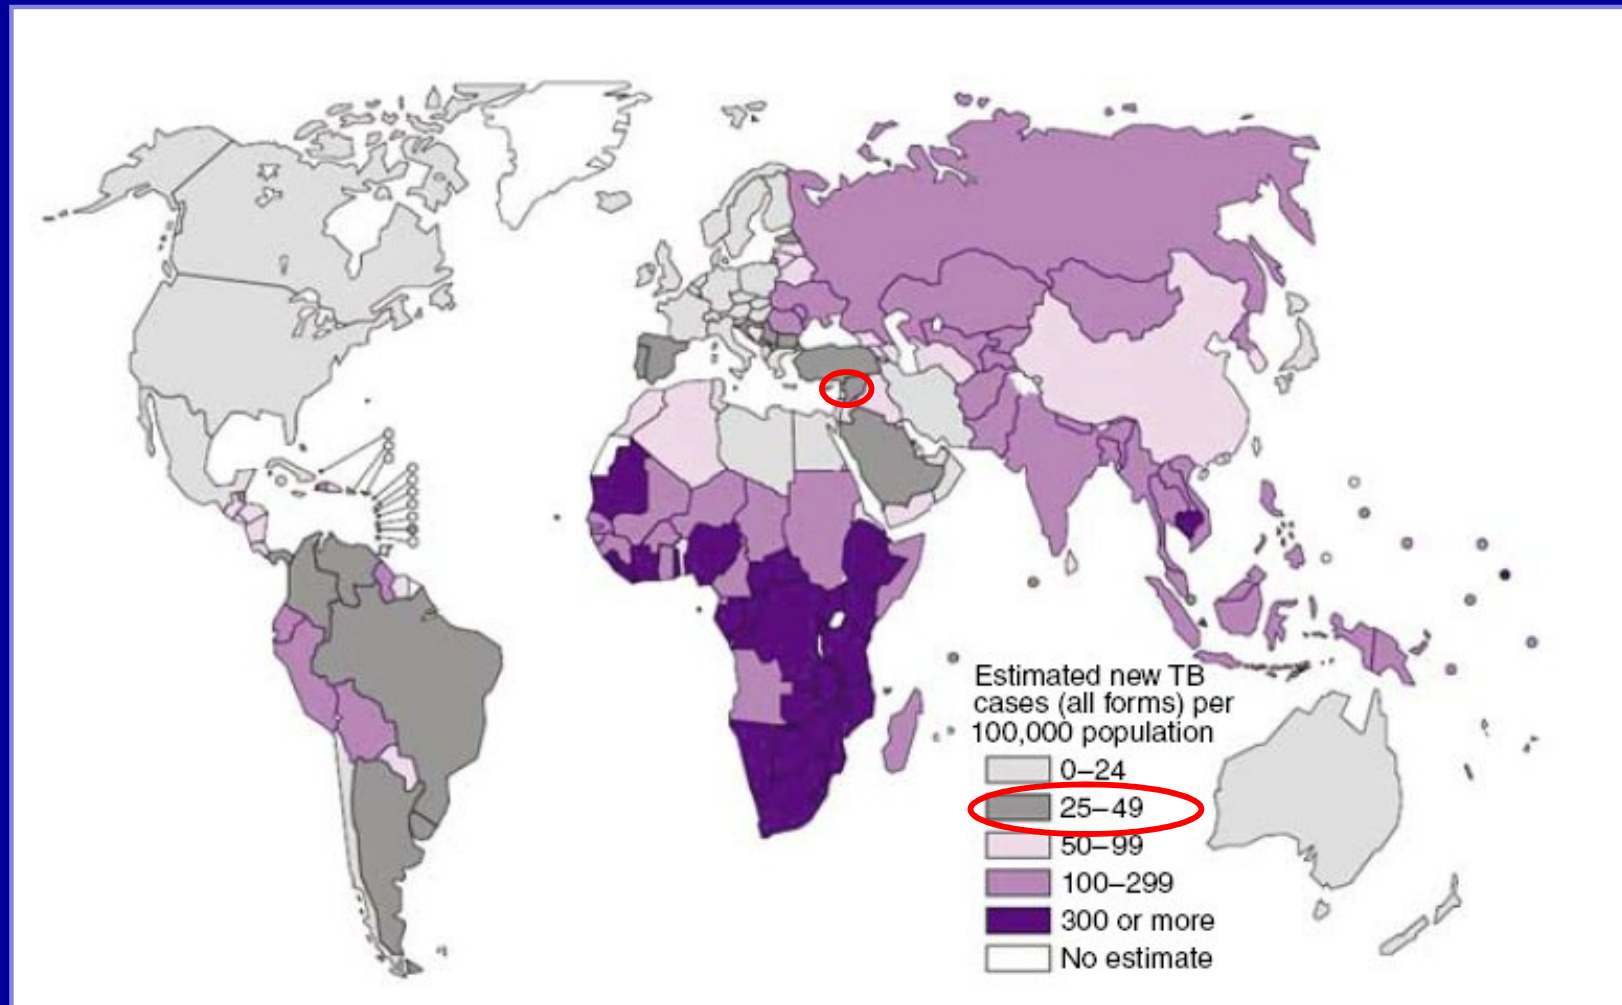 Estimated new TB
cases (all forms) per
100,000 population
0–24
25–49
50–99
100–299
300 or more
No estimate